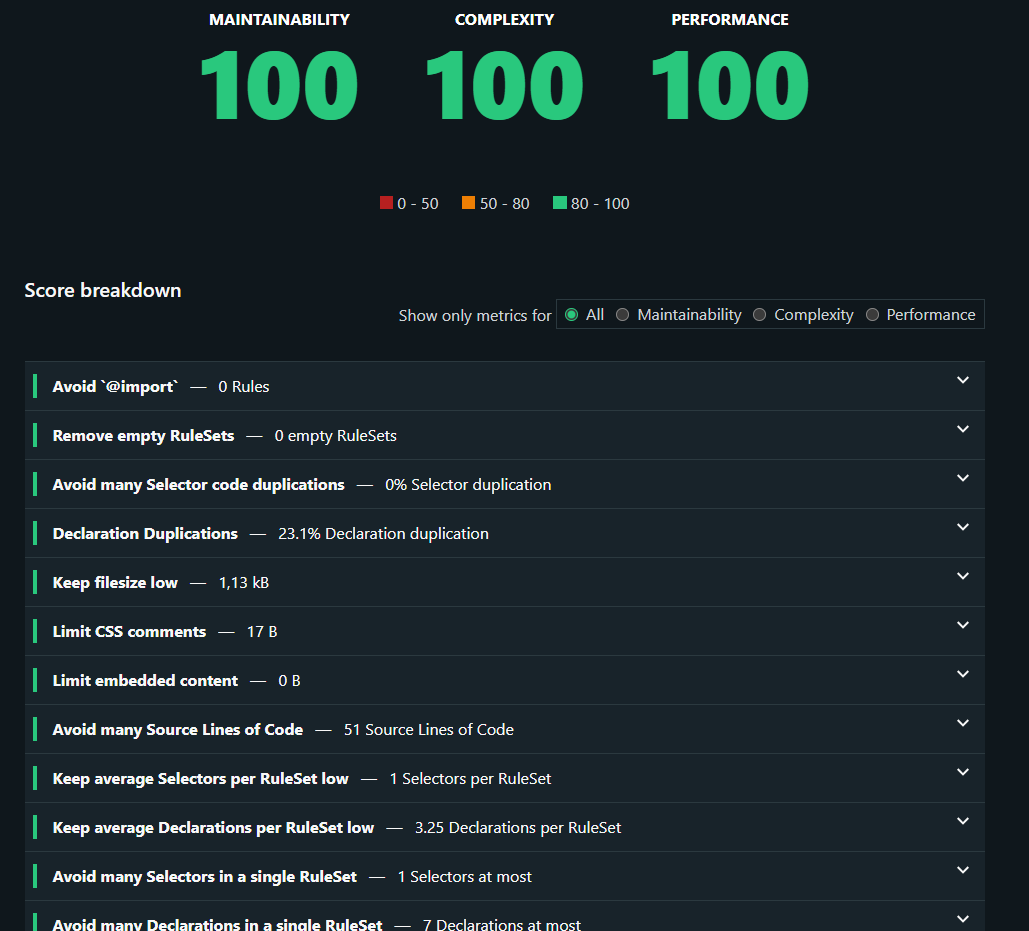 MAINTAINABILITY COMPLEXITY PERFORMANCE
100 100 100
0 - 50 50 - 80 80 - 100
Score breakdown
Show only metrics for All Maintainability Complexity Performance
Avoid `@import` — 0 Rules
Remove empty RuleSets — 0 empty RuleSets
Avoid many Selector code duplications — 0% Selector duplication
Declaration Duplications — 23.1% Declaration duplication
Keep filesize low — 1,13 kB
Limit CSS comments — 17 B
Limit embedded content — 0 B
Avoid many Source Lines of Code — 51 Source Lines of Code
Keep average Selectors per RuleSet low — 1 Selectors per RuleSet
Keep average Declarations per RuleSet low — 3.25 Declarations per RuleSet
Avoid many Selectors in a single RuleSet — 1 Selectors at most
Avoid many Declarations in a single RuleSet — 7 Declarations at most